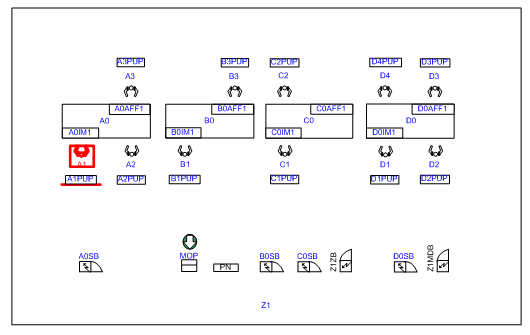 A3PUP B3PUP C2PUP D4PUP D3PUP
A3 B3 C2 D4 D3
A0AFF1 B0AFF1 C0AFF1 D0AFF1
A0 B0 C0 D0
A0IM1 B0IM1 C0IM1 D0IM1
A1 A2 B1 C1 D1 D2
A1PUP A2PUP B1PUP C1PUP D1PUP D2PUP
A0SB MOP PN B0SB C0SB Z1ZB D0SB Z1MDB
Z1